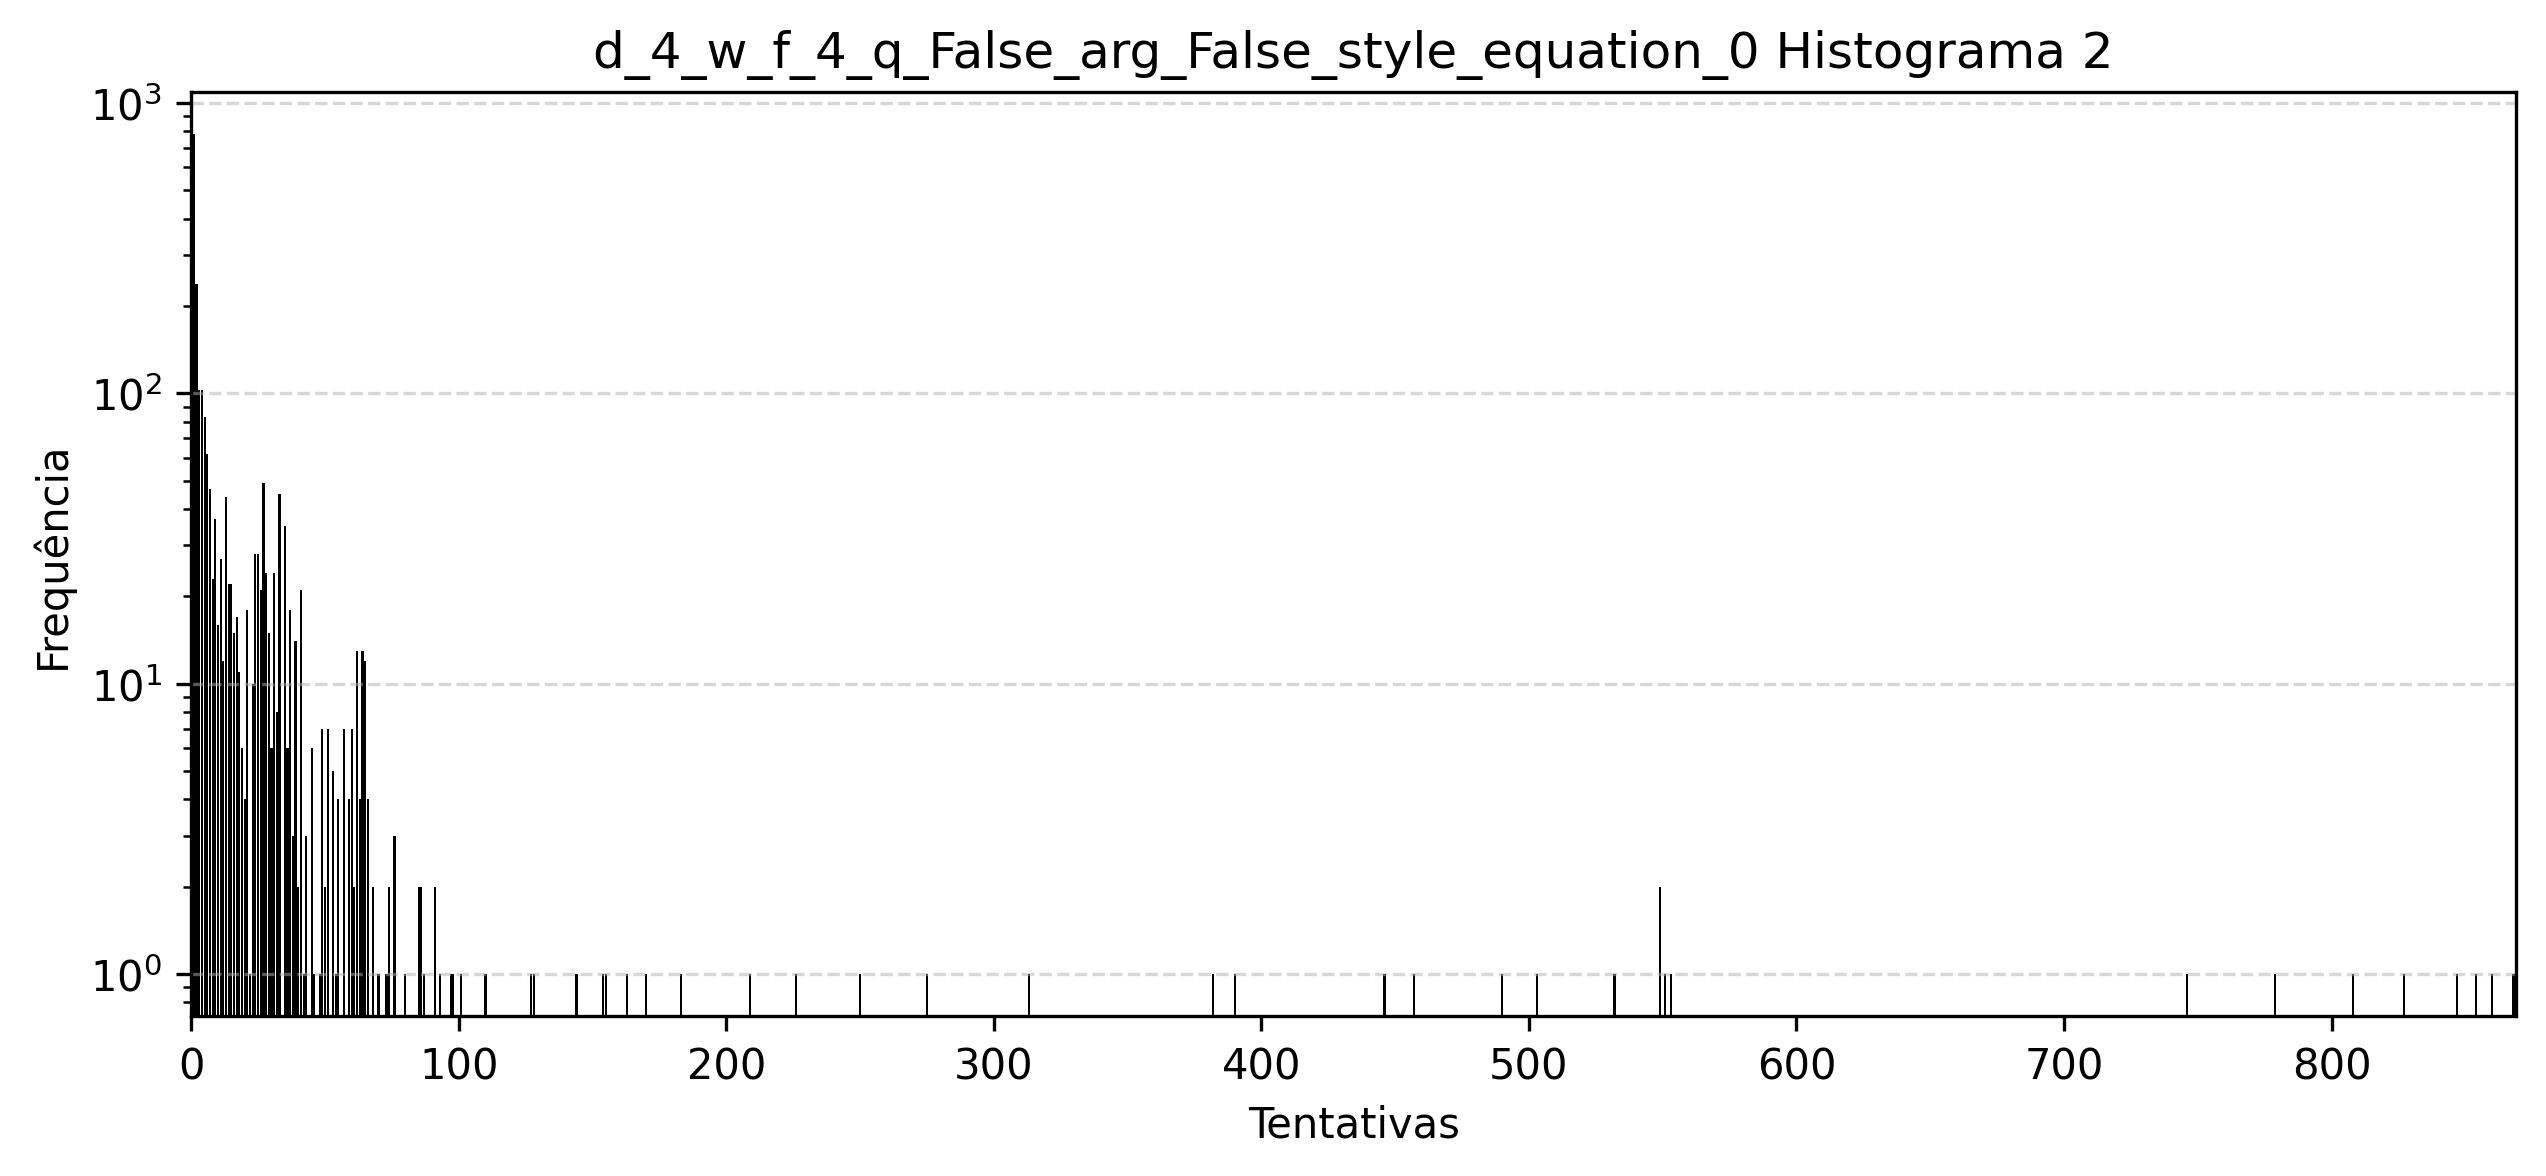 d_4_w_f_4_q_False_arg_False_style_equation_0 Histograma 2
10³
10²
10¹
10⁰
Frequência
0 100 200 300 400 500 600 700 800
Tentativas